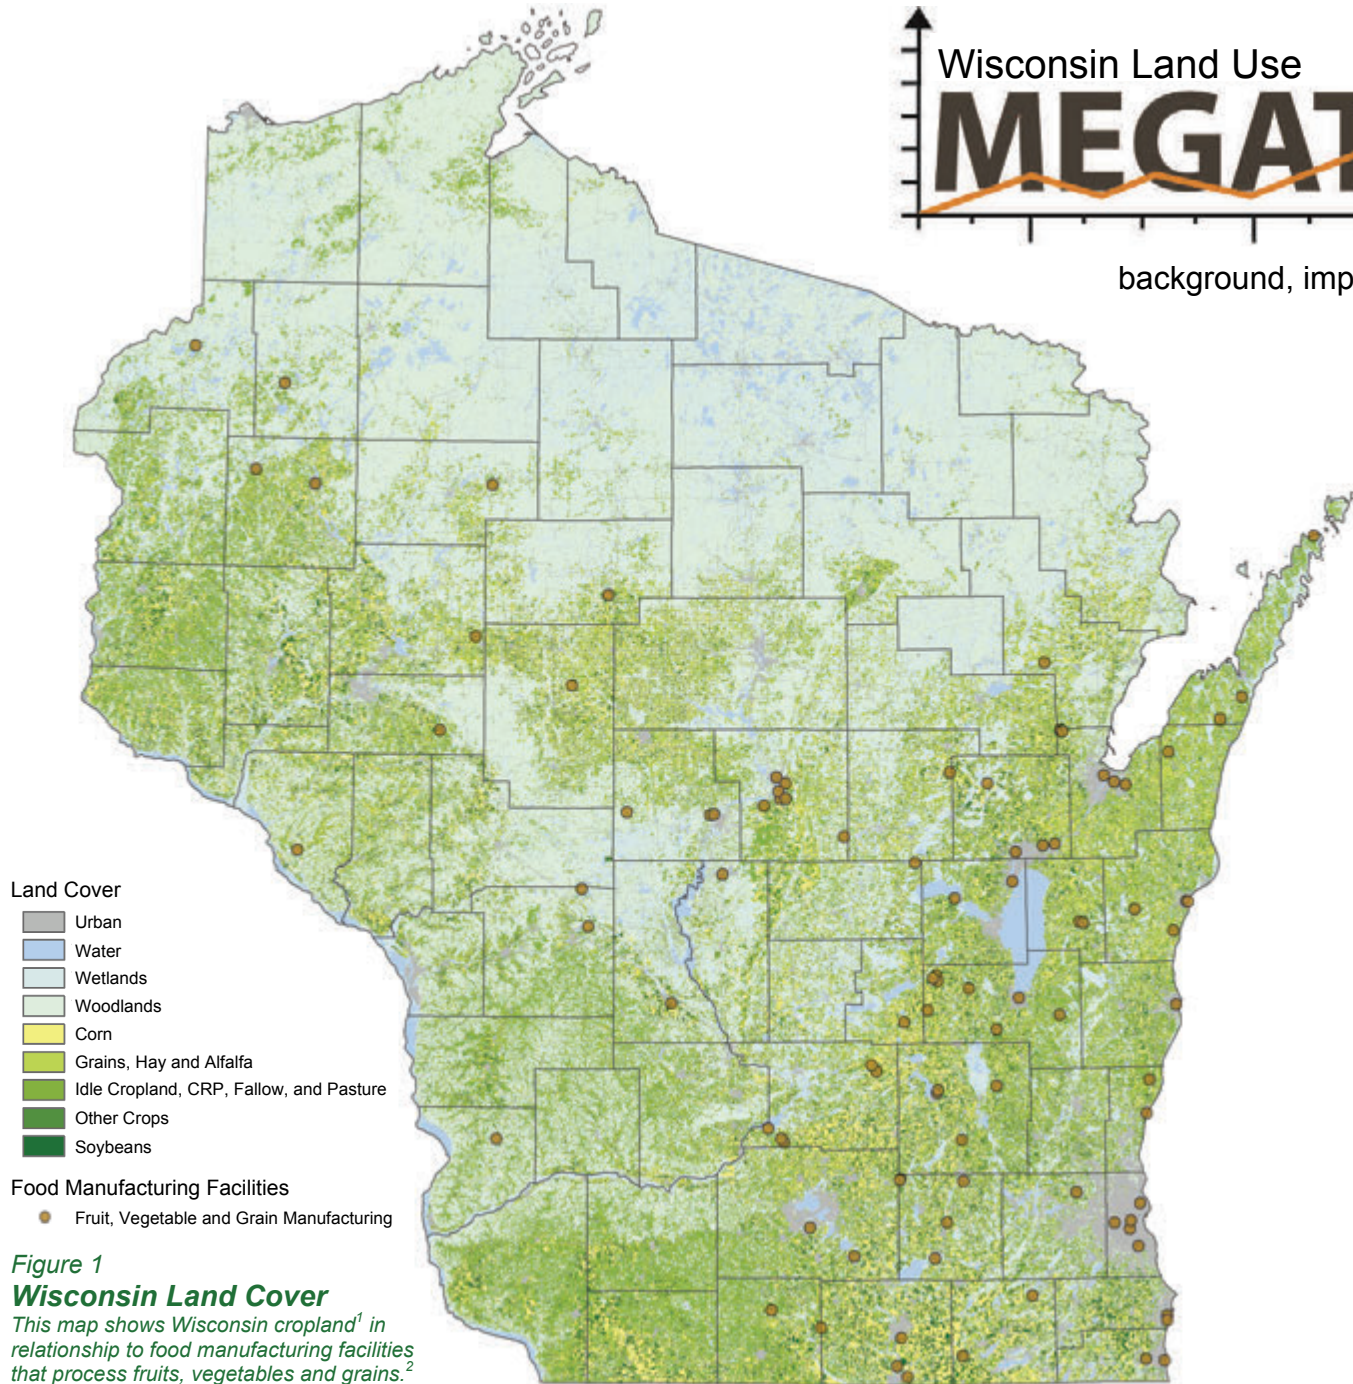 Wisconsin Land Use
MEGAT
background, imp
Land Cover
Urban
Water
Wetlands
Woodlands
Corn
Grains, Hay and Alfalfa
Idle Cropland, CRP, Fallow, and Pasture
Other Crops
Soybeans
Food Manufacturing Facilities
Fruit, Vegetable and Grain Manufacturing
Figure 1
Wisconsin Land Cover
This map shows Wisconsin cropland¹ in
relationship to food manufacturing facilities
that process fruits, vegetables and grains.²